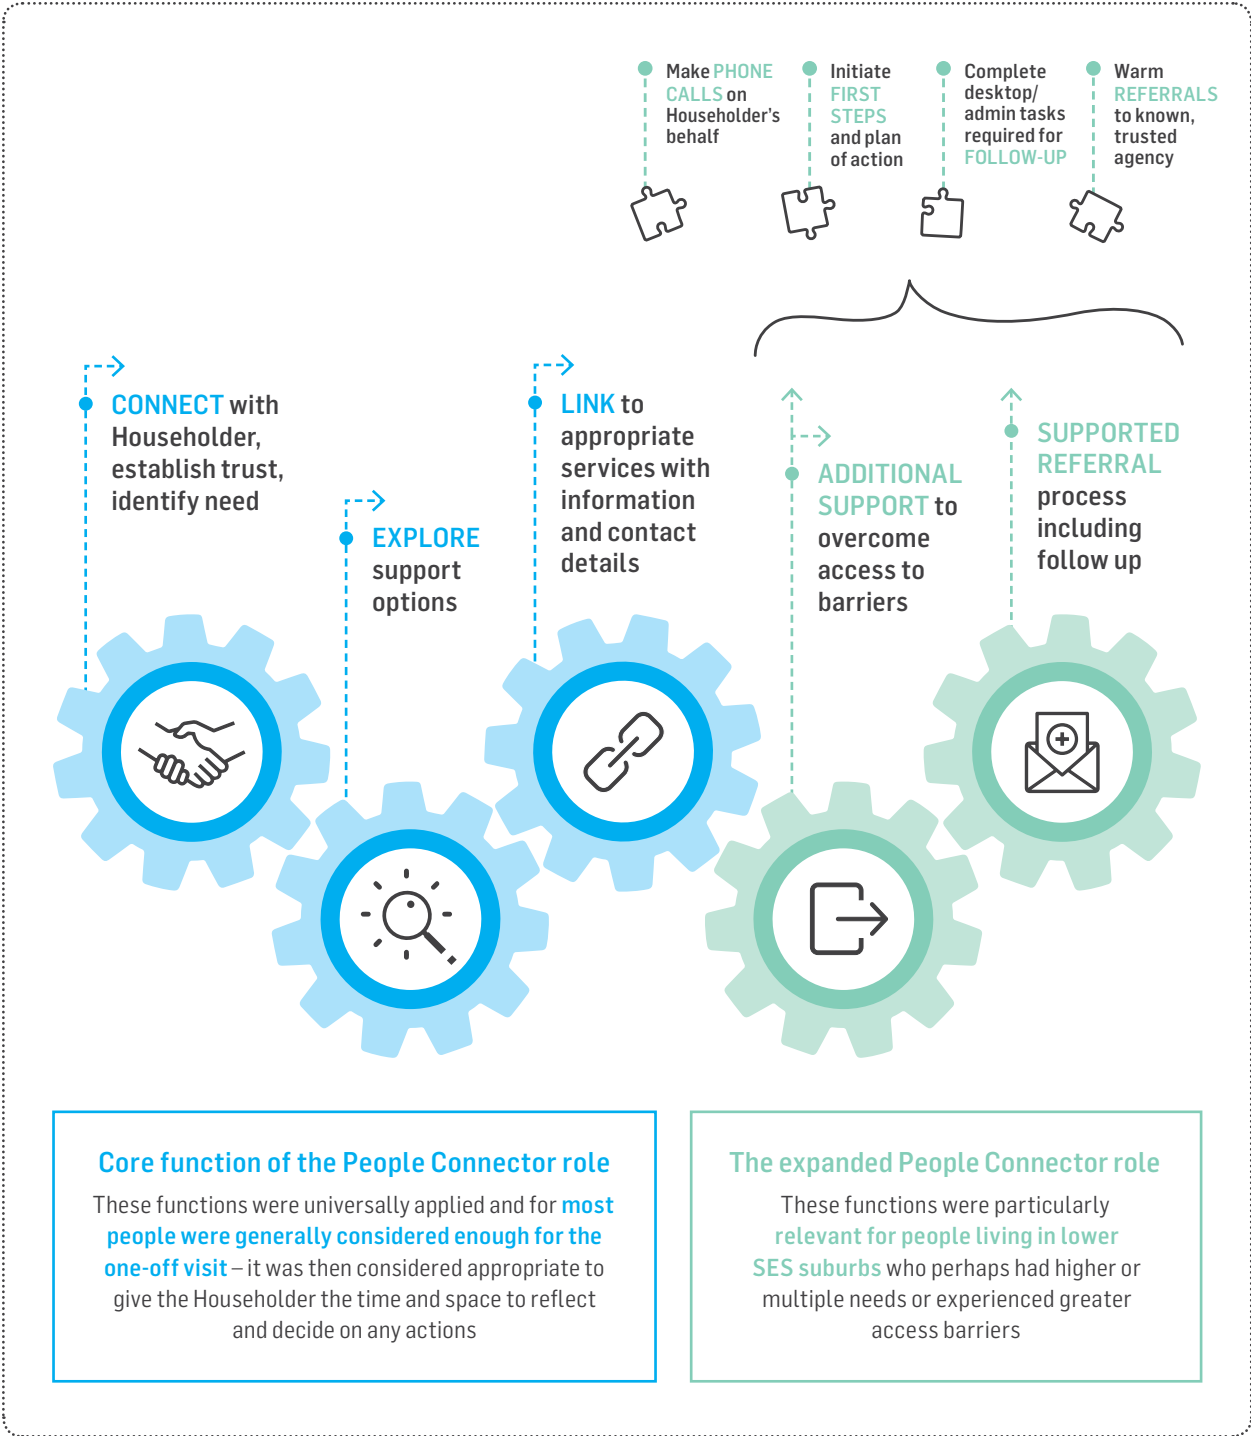 Make PHONE
CALLS on
Householder's
behalf
Initiate
FIRST
STEPS
and plan
of action
Complete
desktop/
admin tasks
required for
FOLLOW-UP
Warm
REFERRALS
to known,
trusted
agency
CONNECT with
Householder,
establish trust,
identify need
EXPLORE
support
options
LINK to
appropriate
services with
information
and contact
details
ADDITIONAL
SUPPORT to
overcome
access to
barriers
SUPPORTED
REFERRAL
process
including
follow up
Core function of the People Connector role
These functions were universally applied and for most
people were generally considered enough for the
one-off visit – it was then considered appropriate to
give the Householder the time and space to reflect
and decide on any actions
The expanded People Connector role
These functions were particularly
relevant for people living in lower
SES suburbs who perhaps had higher or
multiple needs or experienced greater
access barriers